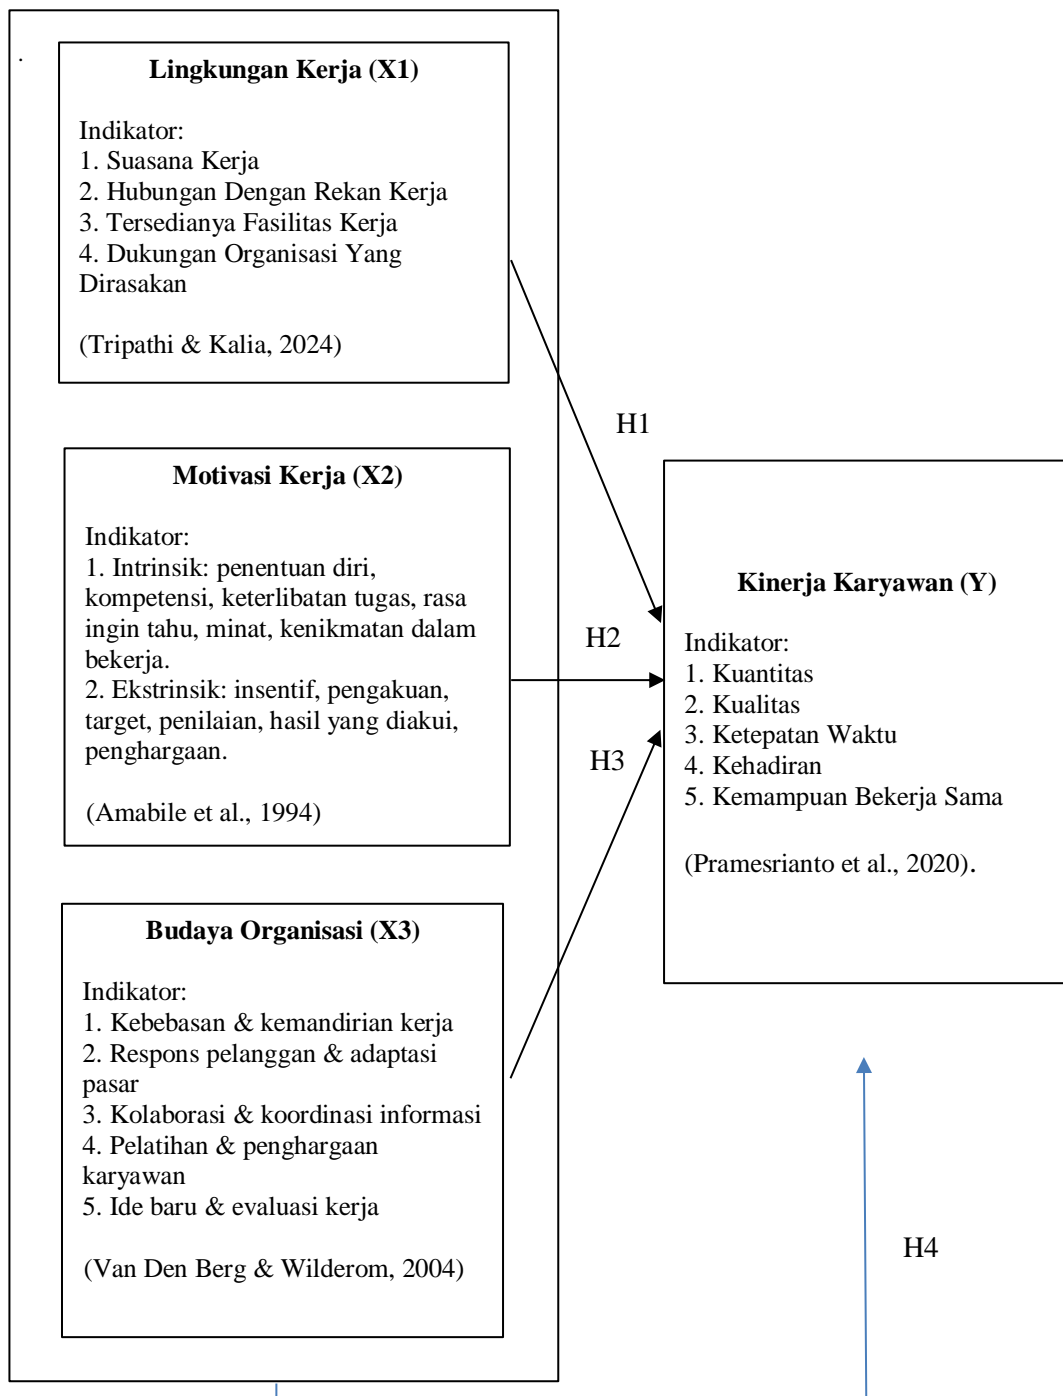 .
Lingkungan Kerja (X1)
Indikator:
1. Suasana Kerja
2. Hubungan Dengan Rekan Kerja
3. Tersedianya Fasilitas Kerja
4. Dukungan Organisasi Yang
Dirasakan
(Tripathi & Kalia, 2024)
H1
Motivasi Kerja (X2)
Indikator:
1. Intrinsik: penentuan diri,
kompetensi, keterlibatan tugas, rasa
ingin tahu, minat, kenikmatan dalam
bekerja.
2. Ekstrinsik: insentif, pengakuan,
target, penilaian, hasil yang diakui,
penghargaan.
(Amabile et al., 1994)
H2
H3
Kinerja Karyawan (Y)
Indikator:
1. Kuantitas
2. Kualitas
3. Ketepatan Waktu
4. Kehadiran
5. Kemampuan Bekerja Sama
(Pramesrianto et al., 2020).
Budaya Organisasi (X3)
Indikator:
1. Kebebasan & kemandirian kerja
2. Respons pelanggan & adaptasi
pasar
3. Kolaborasi & koordinasi informasi
4. Pelatihan & penghargaan
karyawan
5. Ide baru & evaluasi kerja
(Van Den Berg & Wilderom, 2004)
H4